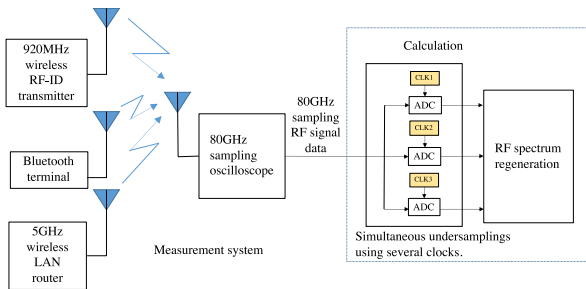 920MHz
wireless
RF-ID
transmitter
Bluetooth
terminal
5GHz
wireless
LAN
router
80GHz
sampling
oscilloscope
Measurement system
80GHz
sampling
RF signal
data
Calculation
CLK1
ADC
CLK2
ADC
CLK3
ADC
RF spectrum
regeneration
Simultaneous undersamplings
using several clocks.